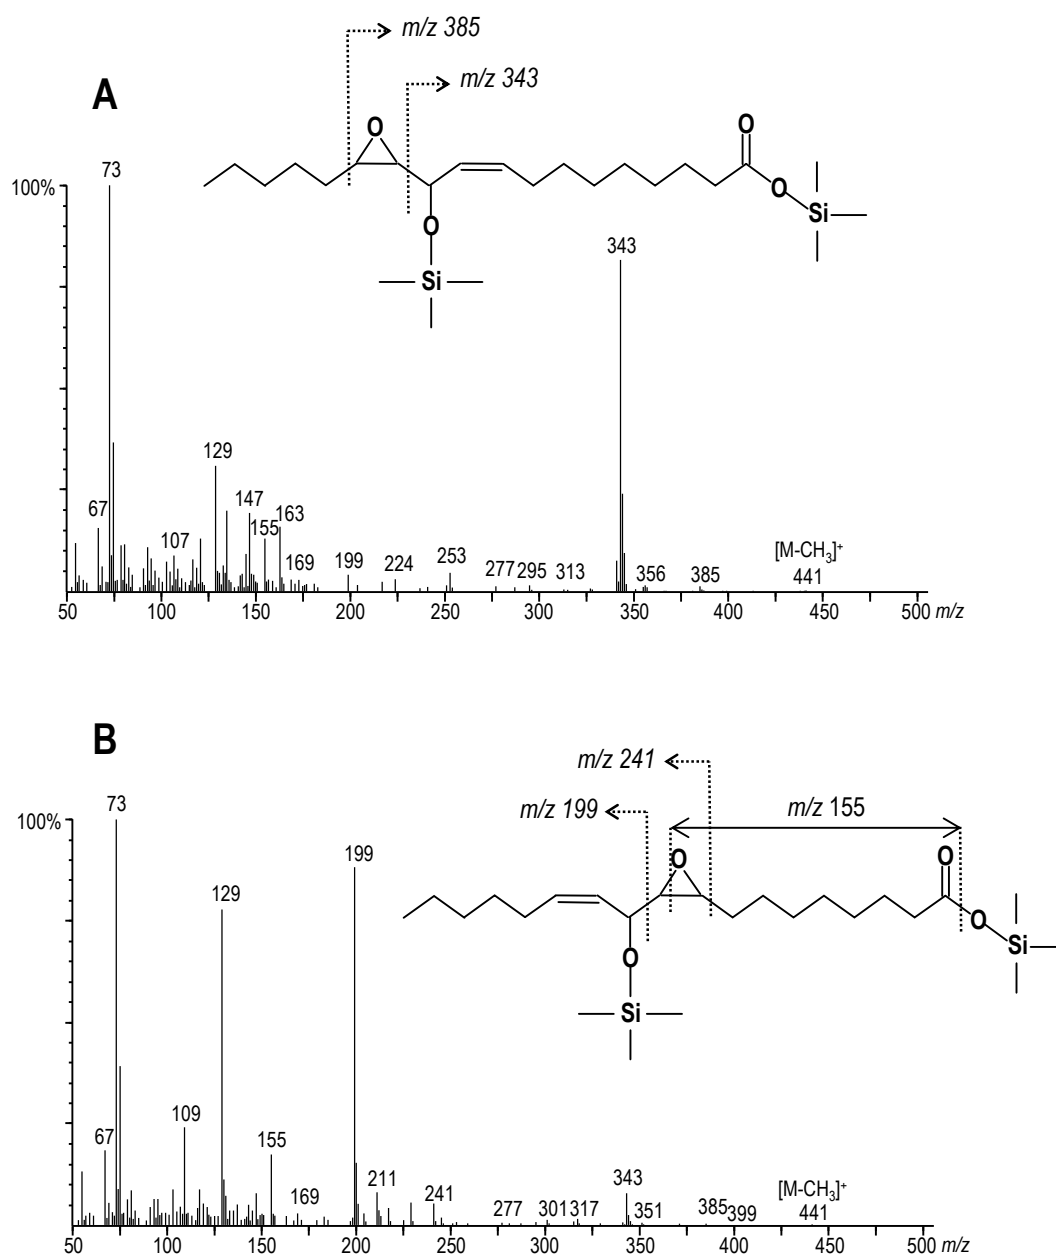 m/z 385
A
m/z 343
O
O
73
100%
O
O
Si
343
Si
129
67
147
155
163
107
169
199
224
253
277
295
313
356
385
[M-CH3]+
441
50 100 150 200 250 300 350 400 450 500 m/z
B
m/z 241
73
m/z 199
m/z 155
100%
O
O
199
129
O
O
Si
Si
109
67
155
169
211
241
277
301
317
343
351
385
399
[M-CH3]+
441
50 100 150 200 250 300 350 400 450 500 m/z